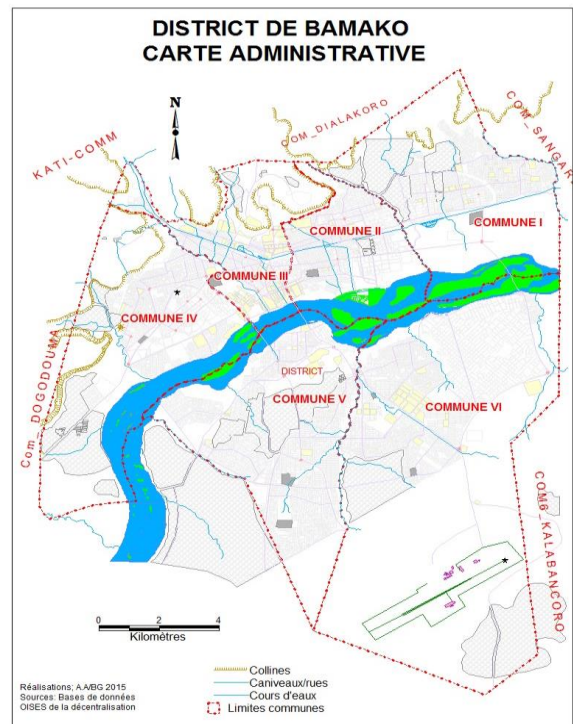 DISTRICT DE BAMAKO
CARTE ADMINISTRATIVE
N
COM_DIALAKORO
COM_SANGAR
KATI-COMM
COMMUNE I
COMMUNE II
COMMUNE III
COMMUNE IV
DISTRICT
COMMUNE V
COMMUNE VI
Com_DOGODOUMA
COM6_KALABANCORO
2 0 2 4
Kilomètres
Collines
Caniveaux/rues
Cours d'eaux
Limites communes
Réalisations; A.A/BG 2015
Sources: Bases de données
OISES de la décentralisation